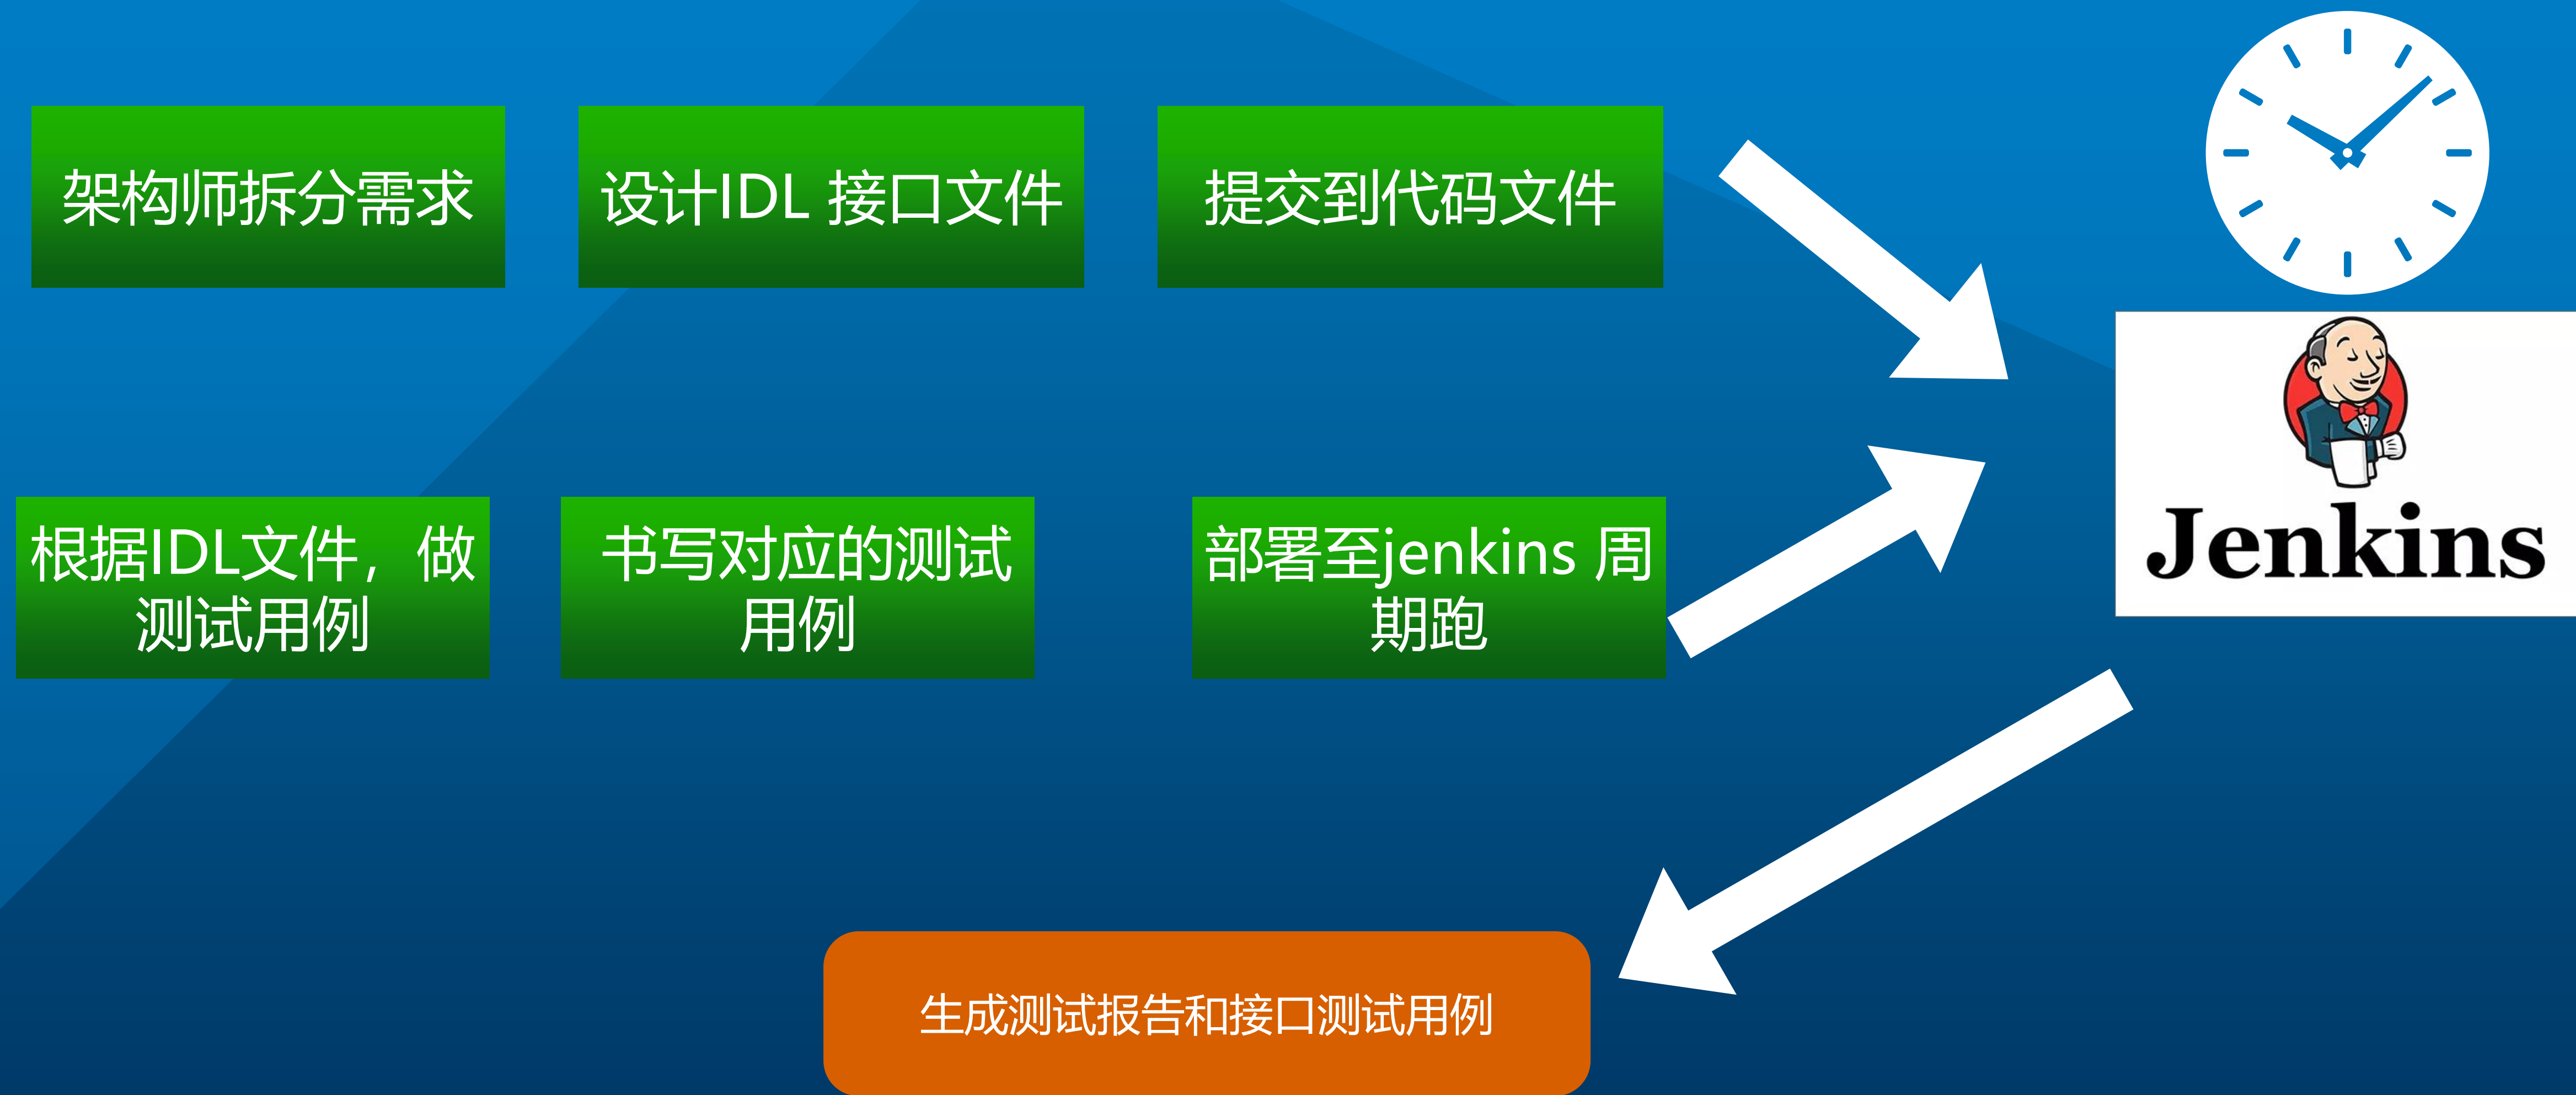 架构师拆分需求
设计IDL 接口文件
提交到代码文件
Jenkins
根据IDL文件，做
测试用例
书写对应的测试
用例
部署至jenkins 周
期跑
生成测试报告和接口测试用例